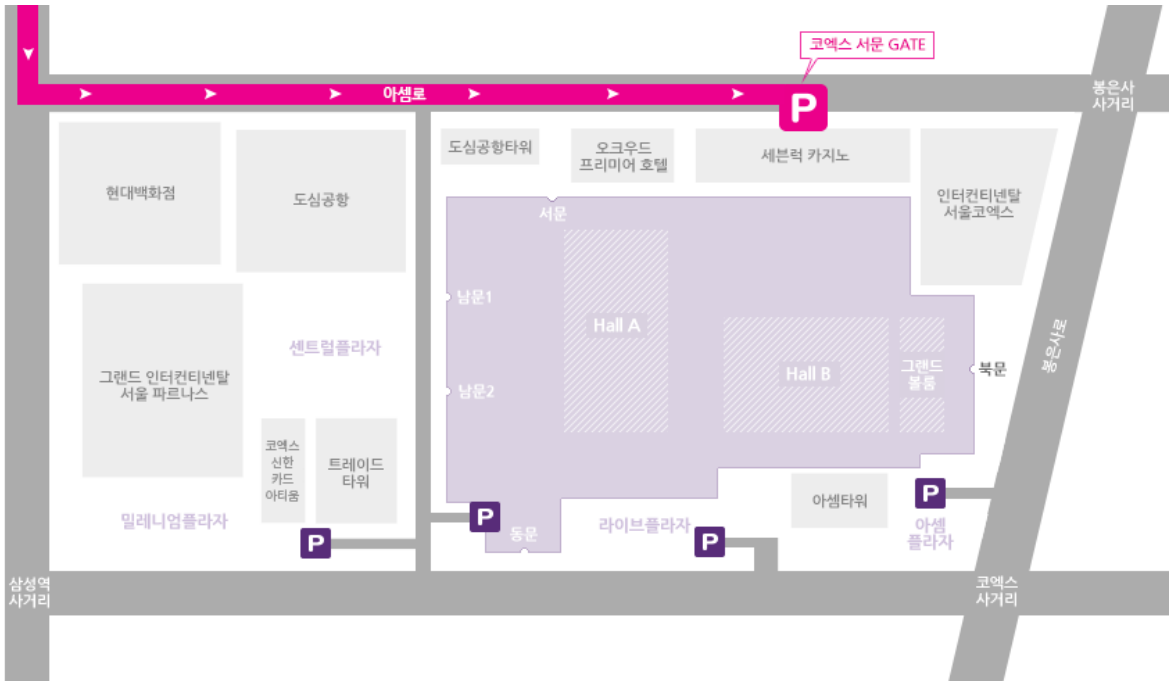 코엑스 서문 GATE
아셈로
P
봉은사
사거리
도심공항타워
오크우드
프리미어 호텔
세븐럭 카지노
현대백화점
도심공항
인터컨티넨탈
서울코엑스
서문
남문1
Hall A
센트럴플라자
봉은사로
그랜드 인터컨티넨탈
서울 파르나스
남문2
Hall B
그랜드
볼룸
북문
코엑스
신한
카드
아티움
트레이드
타워
아셈타워
P
밀레니엄플라자
P
동문
라이브플라자
아셈
플라자
P
P
삼성역
사거리
코엑스
사거리